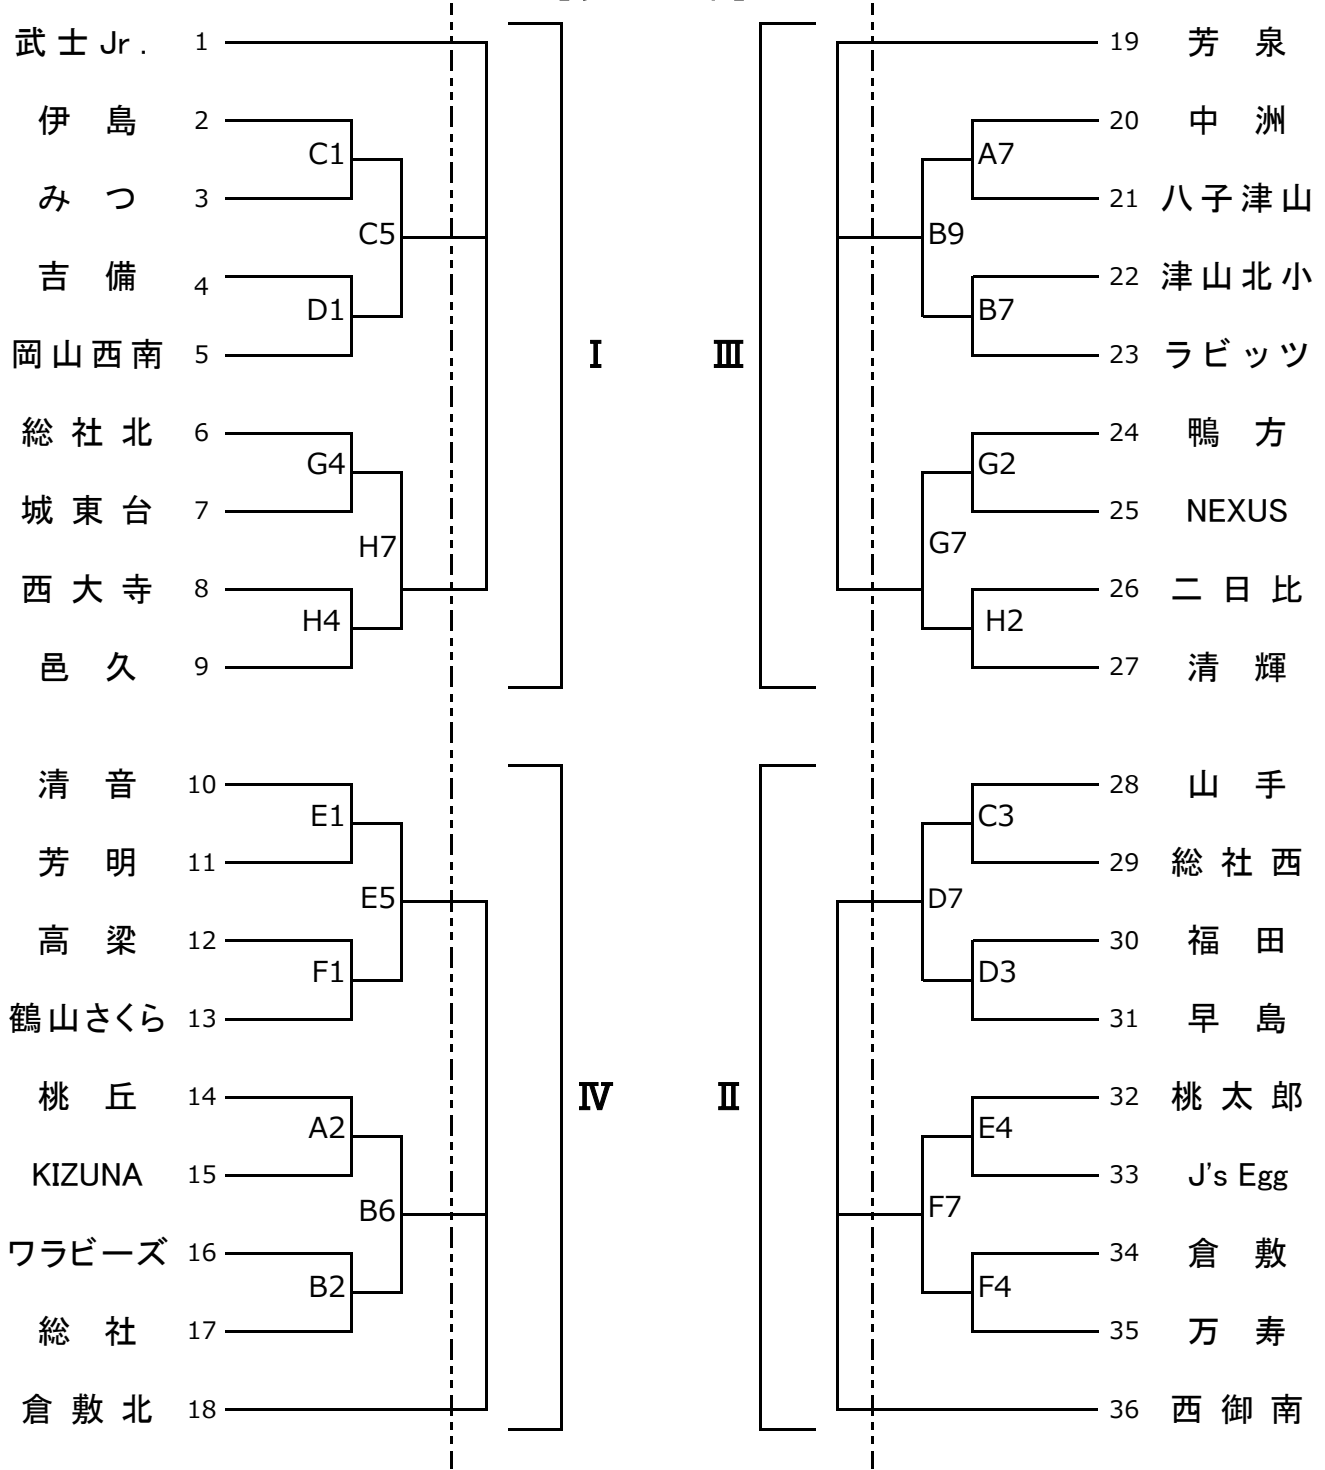 武士Jr. 1
伊島 2
C1
みつ 3
C5
吉備 4
D1
岡山西南 5
I
総社北 6
G4
城東台 7
H7
西大寺 8
H4
邑久 9
清音 10
E1
芳明 11
E5
高梁 12
F1
鶴山さくら 13
桃丘 14
A2
IV
KIZUNA 15
B6
ワラビーズ 16
B2
総社 17
倉敷北 18
19 芳泉
20 中洲
A7
21 八子津山
B9
22 津山北小
B7
III
23 ラビッツ
24 鴨方
G2
25 NEXUS
G7
26 二日比
H2
27 清輝
28 山手
C3
29 総社西
D7
30 福田
D3
31 早島
II
32 桃太郎
E4
33 J's Egg
F7
34 倉敷
F4
35 万寿
36 西御南